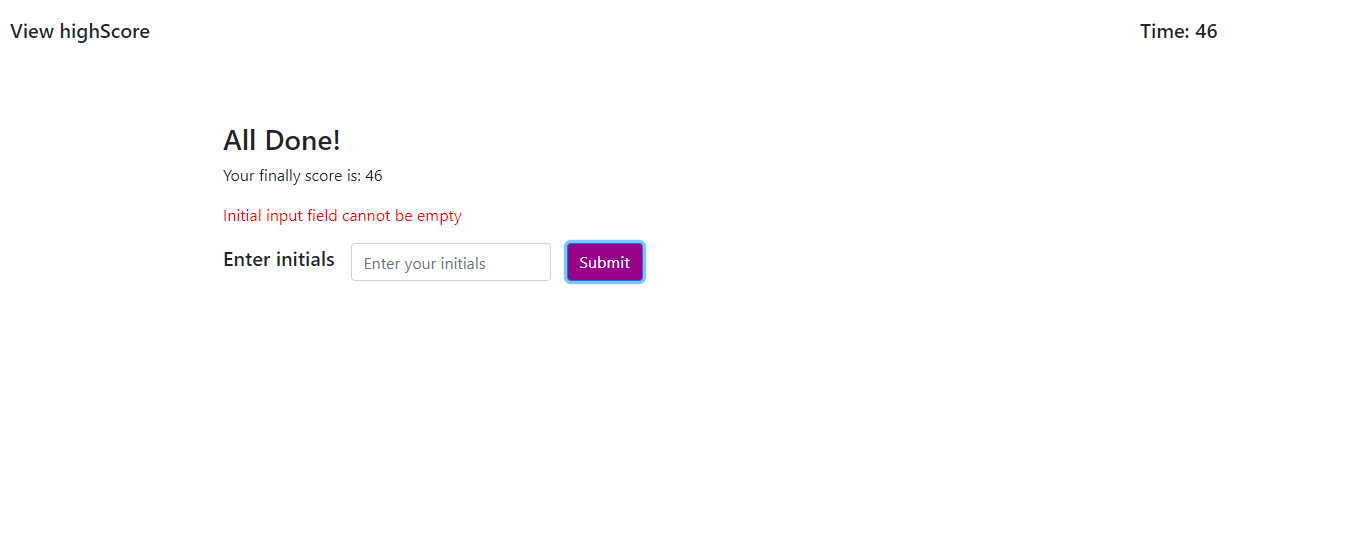 View highScore
Time: 46
All Done!
Your finally score is: 46
Initial input field cannot be empty
Enter initials
Enter your initials
Submit